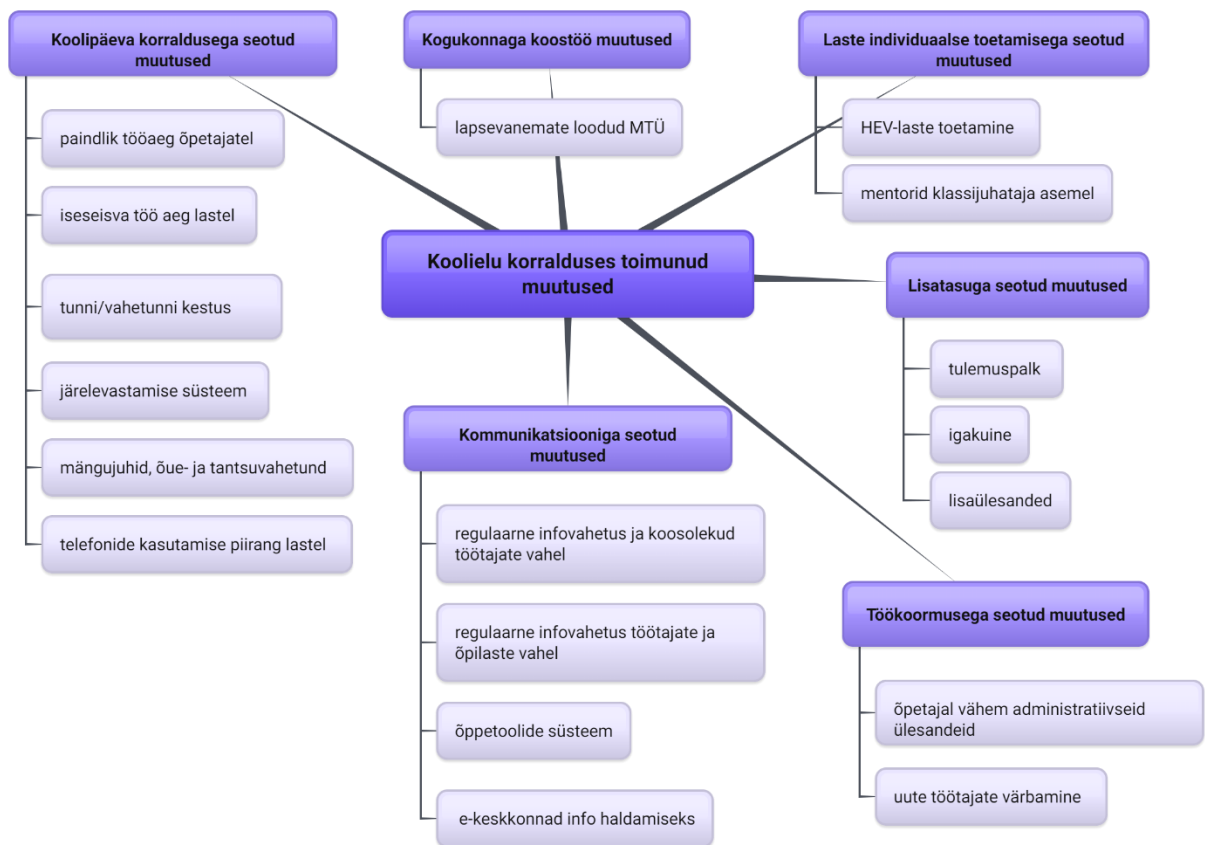 Koolipäeva korraldusega seotud
muutused
paindlik tööaeg õpetajatel
iseseisva töö aeg lastel
tunni/vahetunni kestus
järelevastamise süsteem
mängujuhid, õue- ja tantsuvahetund
telefonide kasutamise piirang lastel
Kogukonnaga koostöö muutused
lapsevanemate loodud MTÜ
Laste individuaalse toetamisega seotud
muutused
HEV-laste toetamine
mentorid klassijuhataja asemel
Koolielu korralduses toimunud
muutused
Lisatasuga seotud muutused
tulemuspalk
igakuine
lisaülesanded
Kommunikatsiooniga seotud
muutused
regulaarne infovahetus ja koosolekud
töötajate vahel
regulaarne infovahetus töötajate ja
õpilaste vahel
õppetoolide süsteem
e-keskkonnad info haldamiseks
Töökoormusega seotud muutused
õpetajal vähem administratiivseid
ülesandeid
uute töötajate värbamine